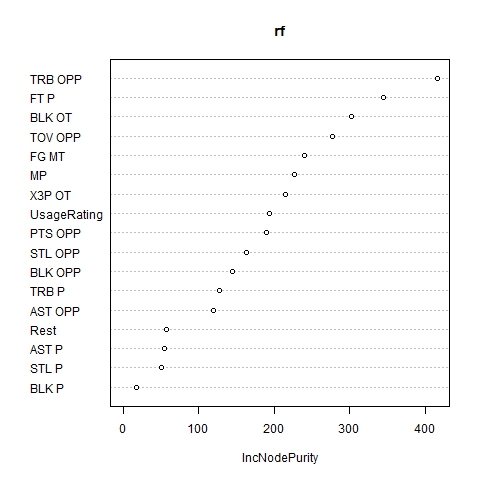 rf
TRB OPP
FT P
BLK OT
TOV OPP
FG MT
MP
X3P OT
UsageRating
PTS OPP
STL OPP
BLK OPP
TRB P
AST OPP
Rest
AST P
STL P
BLK P
0 100 200 300 400
IncNodePurity